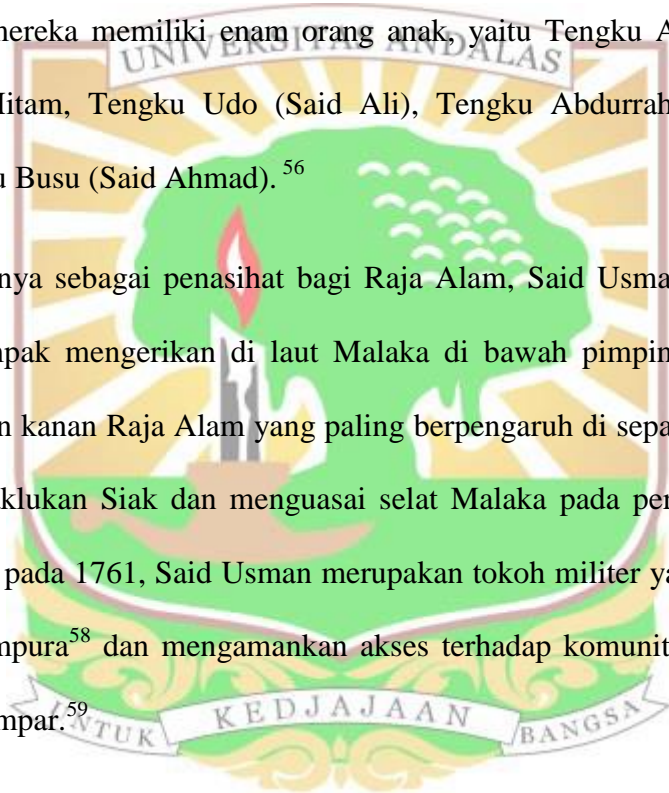 mereka memiliki enam orang anak, yaitu Tengku A
UNIVERSITAS ANDALAS
Hitam, Tengku Udo (Said Ali), Tengku Abdurrah
u Busu (Said Ahmad). 56
nya sebagai penasihat bagi Raja Alam, Said Usma
pak mengerikan di laut Malaka di bawah pimpin
n kanan Raja Alam yang paling berpengaruh di sepa
aklukan Siak dan menguasai selat Malaka pada per
pada 1761, Said Usman merupakan tokoh militer ya
mpura58 dan mengamankan akses terhadap komunit
mpar.59
UNTUK KEDJAJAAN BANGSA